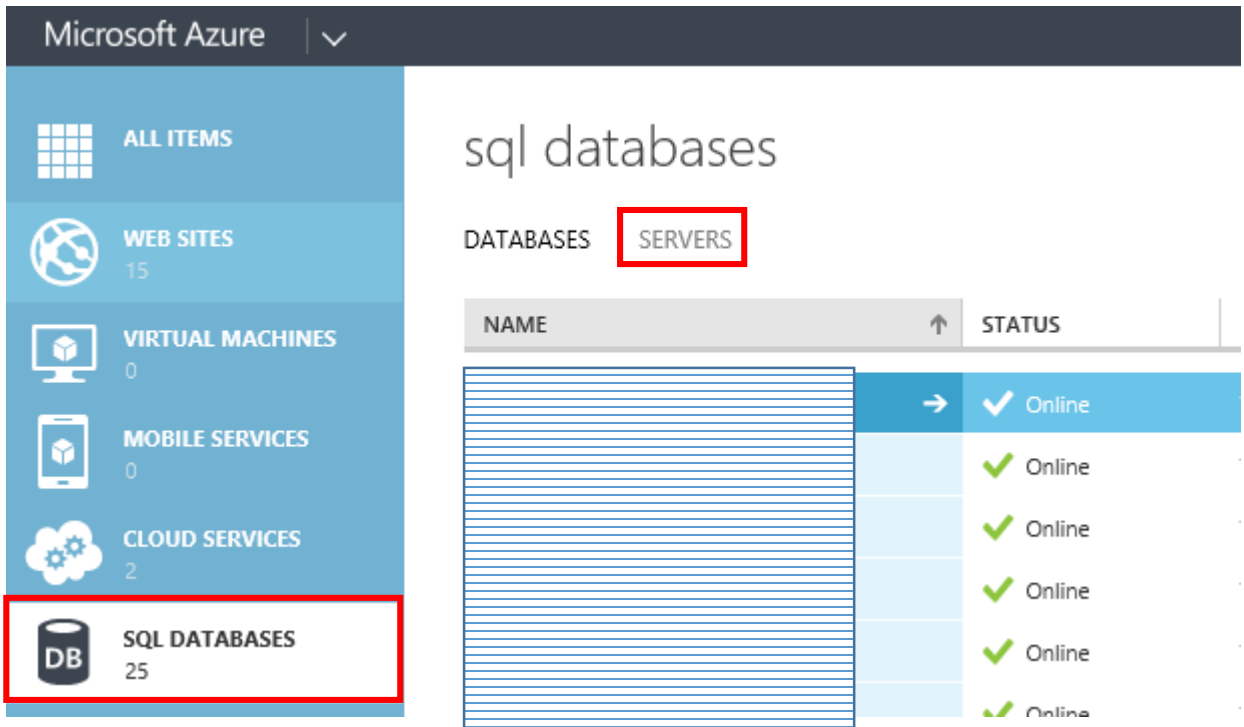 Microsoft Azure
ALL ITEMS
WEB SITES
15
VIRTUAL MACHINES
0
MOBILE SERVICES
0
CLOUD SERVICES
2
DB
SQL DATABASES
25
sql databases
DATABASES SERVERS
NAME STATUS
Online
Online
Online
Online
Online
Online